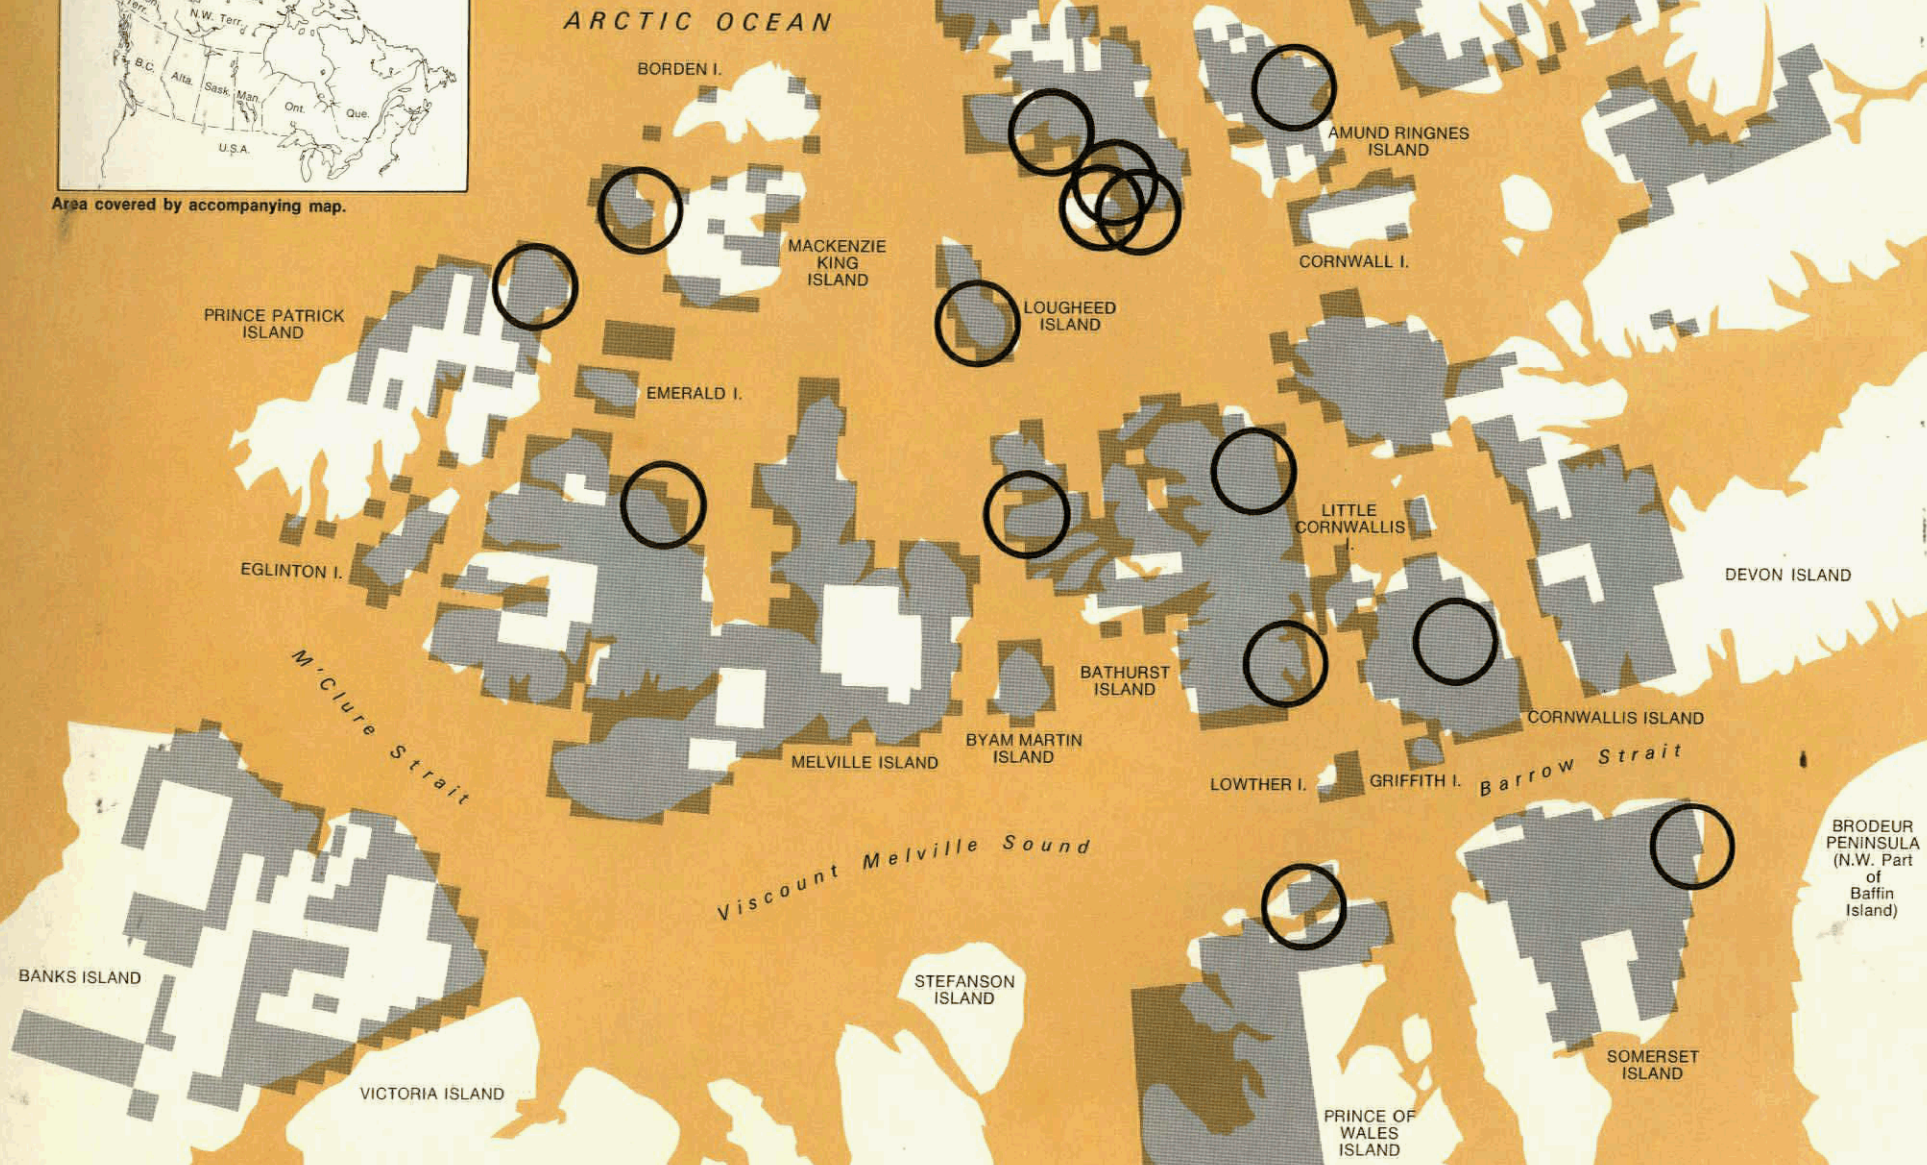 ARCTIC OCEAN
Terr.
N.W. Terr.
B.C.
Alta.
Sask.
Man.
Ont.
Que.
U.S.A.
Area covered by accompanying map.
BORDEN I.
AMUND RINGNES
ISLAND
MACKENZIE
KING
ISLAND
CORNWALL I.
PRINCE PATRICK
ISLAND
LOUGHEED
ISLAND
EMERALD I.
LITTLE
CORNWALLIS
I.
EGLINTON I.
DEVON ISLAND
M'Clure Strait
BATHURST
ISLAND
CORNWALLIS ISLAND
BYAM MARTIN
ISLAND
MELVILLE ISLAND
LOWTHER I.
GRIFFITH I.
Barrow Strait
Viscount Melville Sound
BRODEUR
PENINSULA
(N.W. Part
of
Baffin
Island)
BANKS ISLAND
STEFANSON
ISLAND
SOMERSET
ISLAND
VICTORIA ISLAND
PRINCE OF
WALES
ISLAND